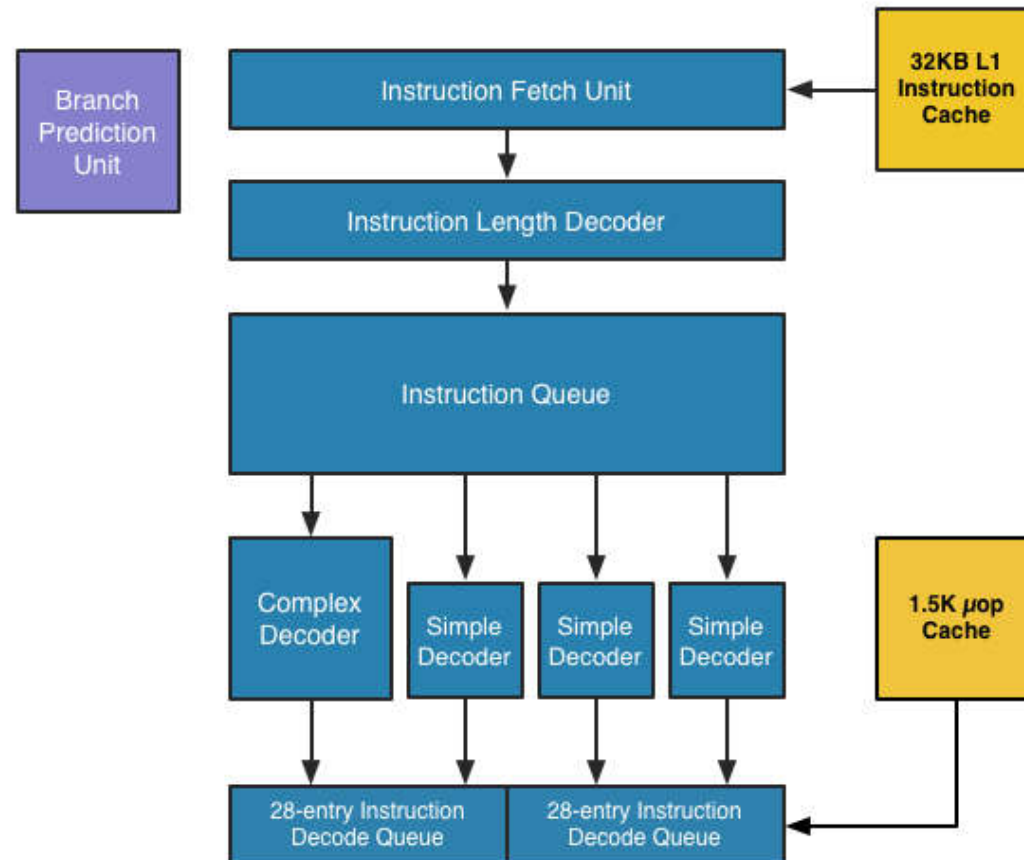 Branch
Prediction
Unit
Instruction Fetch Unit
32KB L1
Instruction
Cache
Instruction Length Decoder
Instruction Queue
Complex
Decoder
Simple
Decoder
Simple
Decoder
Simple
Decoder
1.5K µop
Cache
28-entry Instruction
Decode Queue
28-entry Instruction
Decode Queue